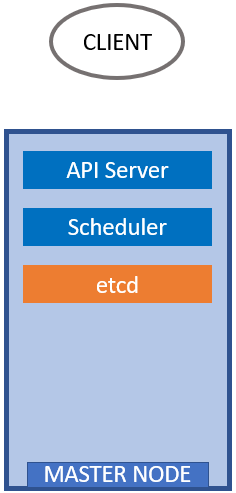 CLIENT
API Server
Scheduler
etcd
MASTER NODE